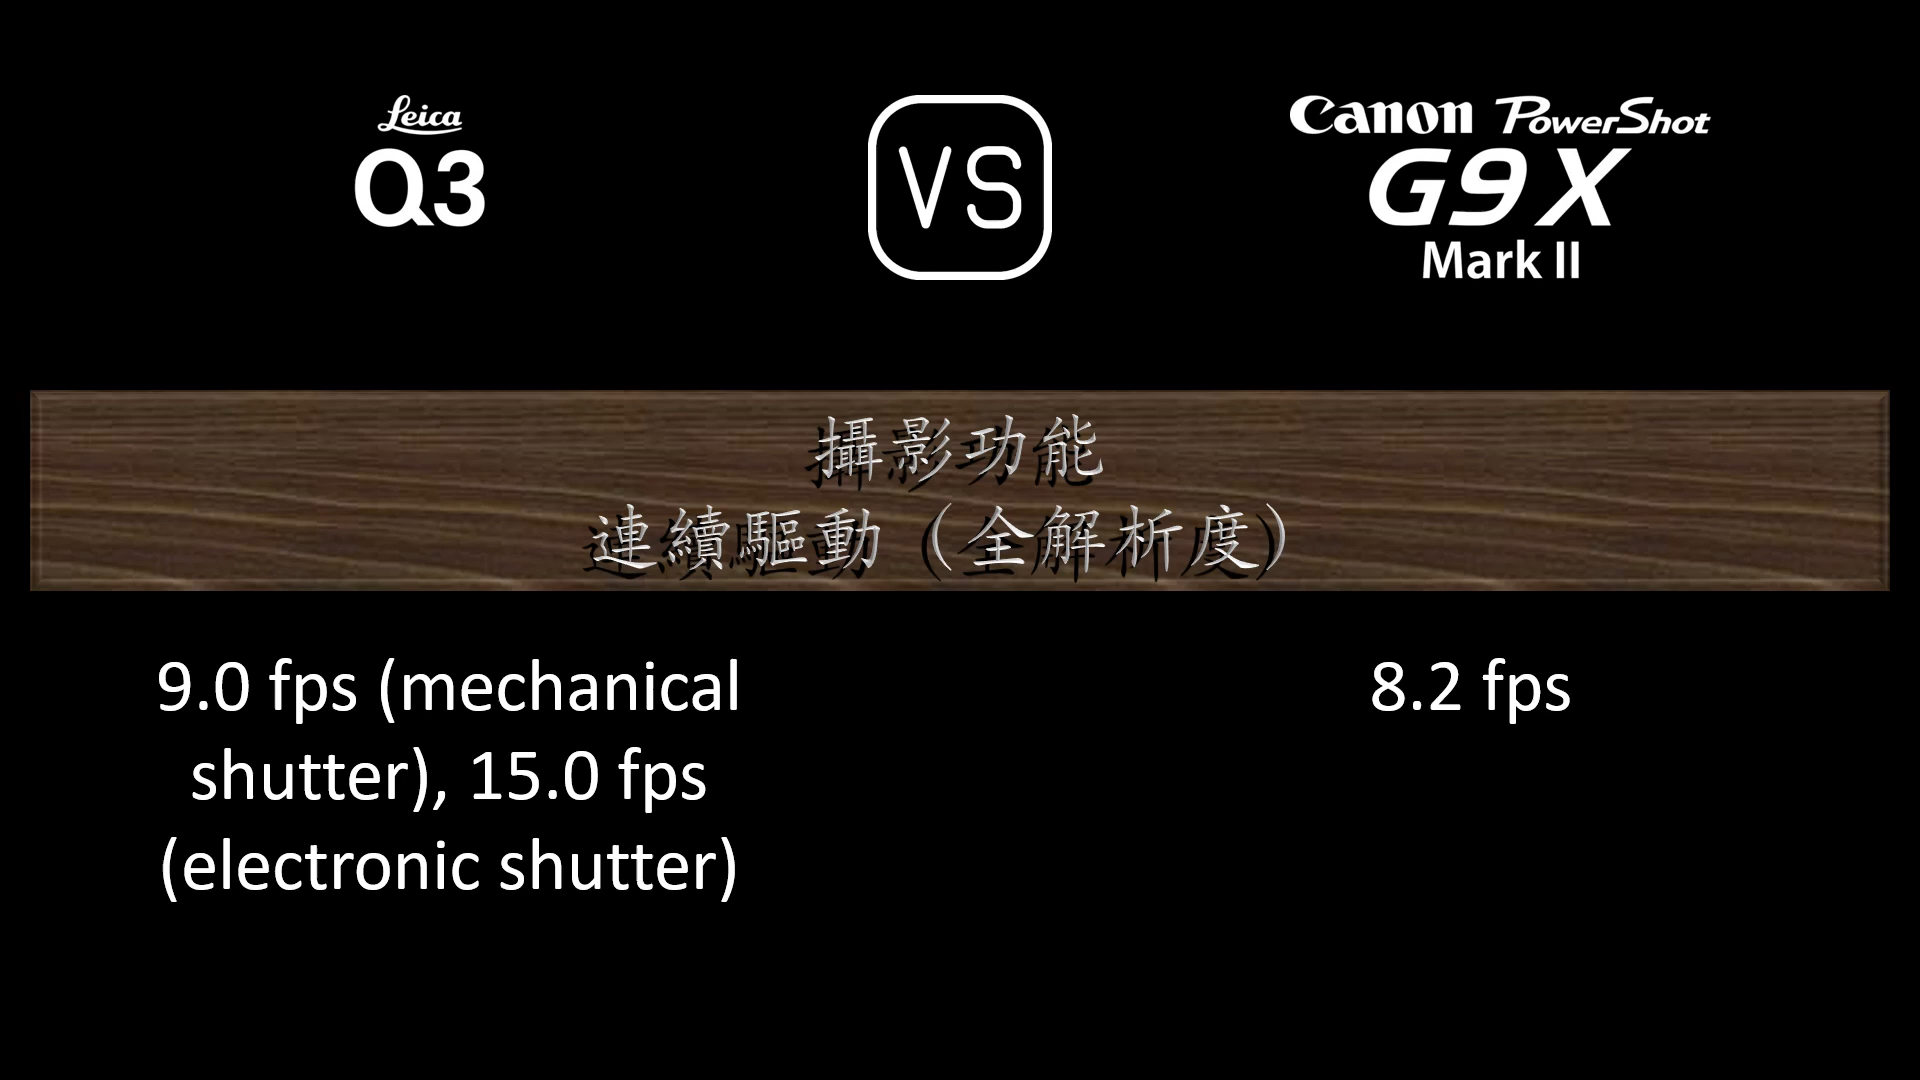 Leica
Q3
VS
Canon PowerShot
G9 X
Mark II
攝影功能
連續驅動（全解析度）
9.0 fps (mechanical
shutter), 15.0 fps
(electronic shutter)
8.2 fps